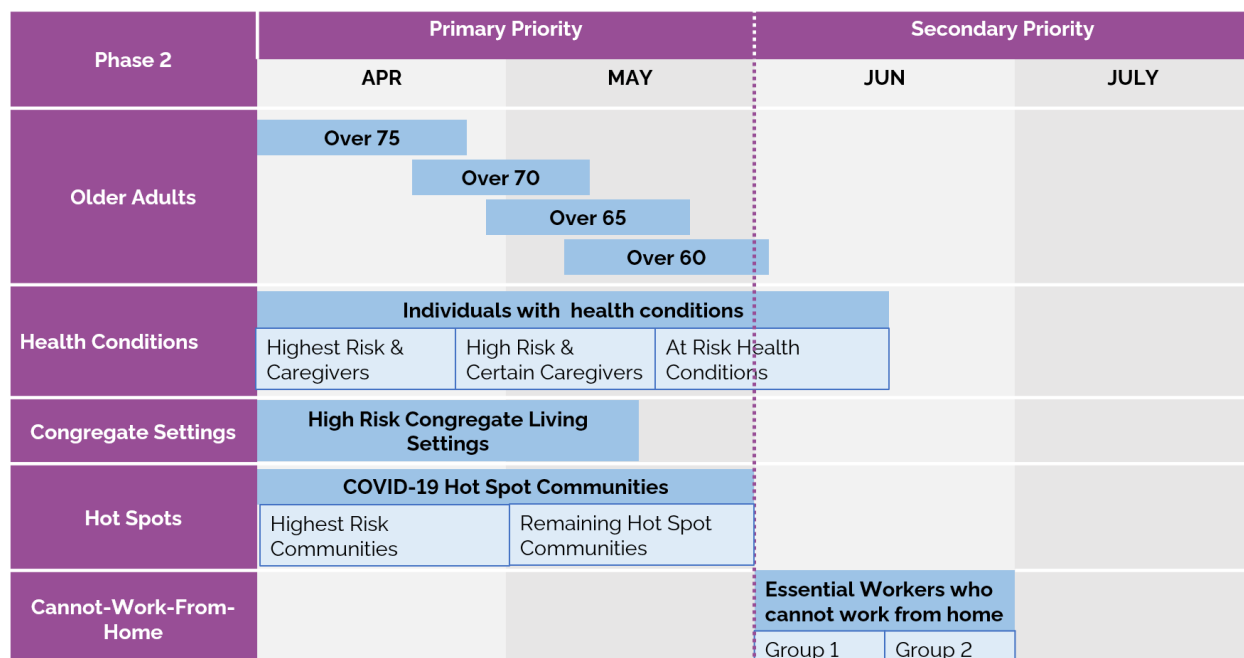 Phase 2
Primary Priority
Secondary Priority
APR
MAY
JUN
JULY
Older Adults
Over 75
Over 70
Over 65
Over 60
Health Conditions
Individuals with  health conditions
Highest Risk &
Caregivers
High Risk &
Certain Caregivers
At Risk Health
Conditions
Congregate Settings
High Risk Congregate Living
Settings
Hot Spots
COVID-19 Hot Spot Communities
Highest Risk
Communities
Remaining Hot Spot
Communities
Cannot-Work-From-
Home
Essential Workers who
cannot work from home
Group 1
Group 2